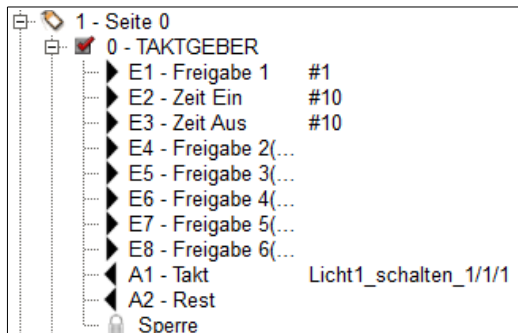 1 - Seite 0
0 - TAKTGEBER
E1 - Freigabe 1 #1
E2 - Zeit Ein #10
E3 - Zeit Aus #10
E4 - Freigabe 2(...
E5 - Freigabe 3(...
E6 - Freigabe 4(...
E7 - Freigabe 5(...
E8 - Freigabe 6(...
A1 - Takt Licht1_schalten_1/1/1
A2 - Rest
Sperre